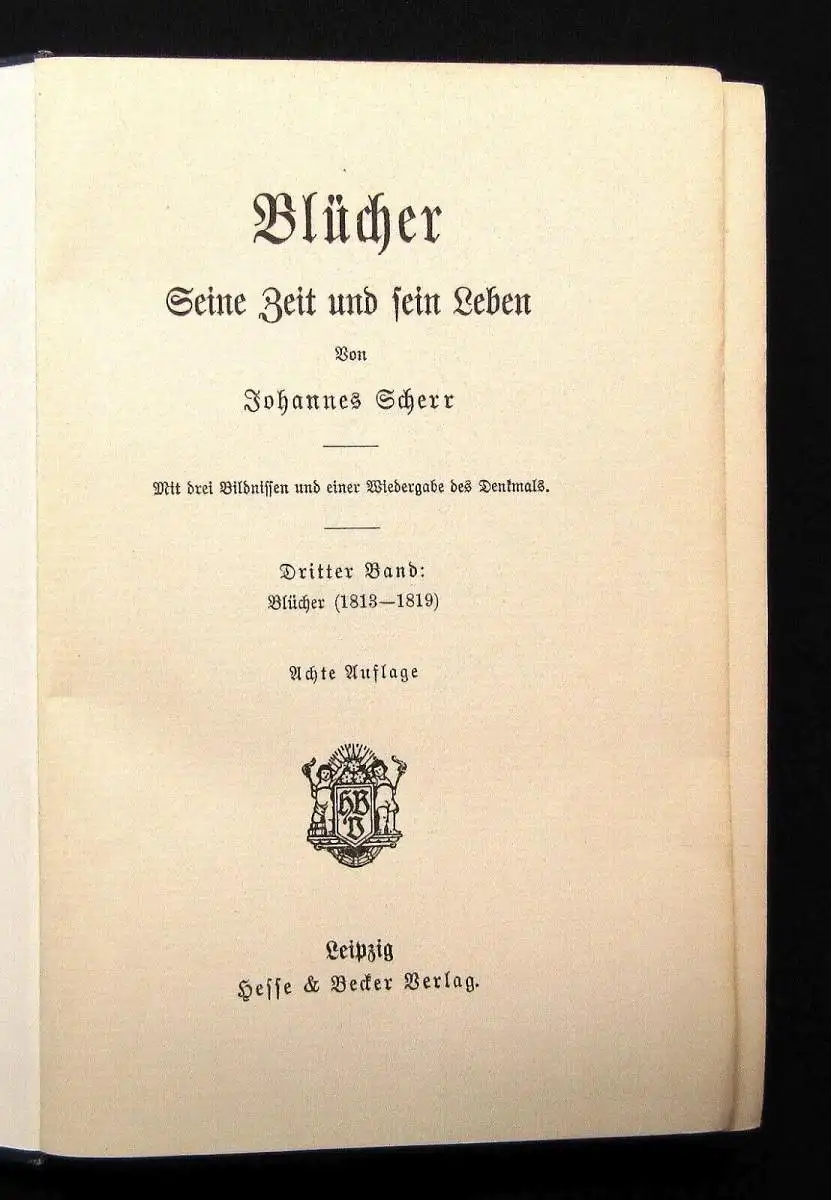 Blücher
Seine Zeit und sein Leben
Von
Johannes Scherr
Mit drei Bildnissen und einer Wiedergabe des Denkmals.
Dritter Band:
Blücher (1813—1819)
Achte Auflage
HB
V
Leipzig
Hesse & Becker Verlag.